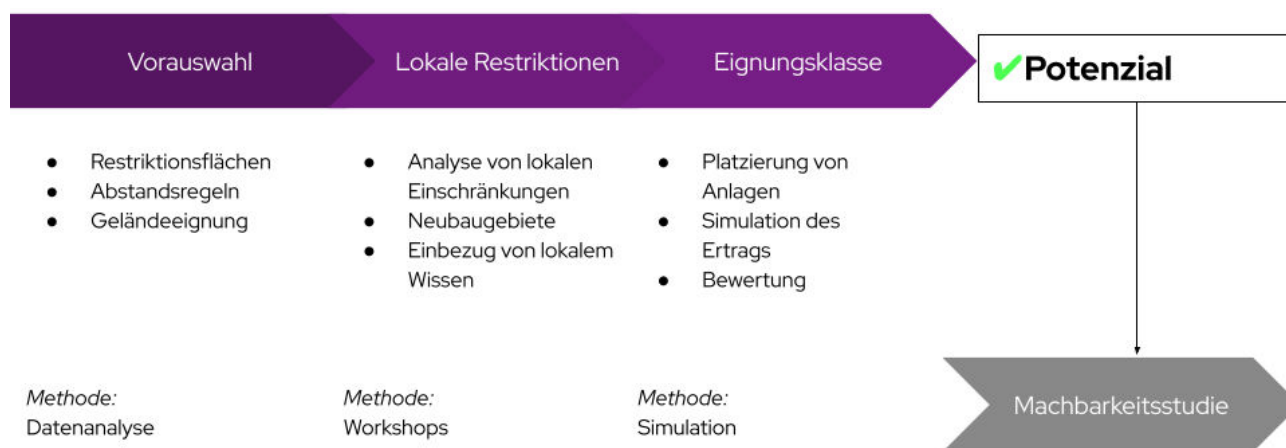 Vorauswahl
Lokale Restriktionen
Eignungsklasse
✔Potenzial
● Restriktionsflächen
● Abstandsregeln
● Geländeeignung
● Analyse von lokalen
Einschränkungen
● Neubaugebiete
● Einbezug von lokalem
Wissen
● Platzierung von
Anlagen
● Simulation des
Ertrags
● Bewertung
Methode:
Datenanalyse
Methode:
Workshops
Methode:
Simulation
Machbarkeitsstudie